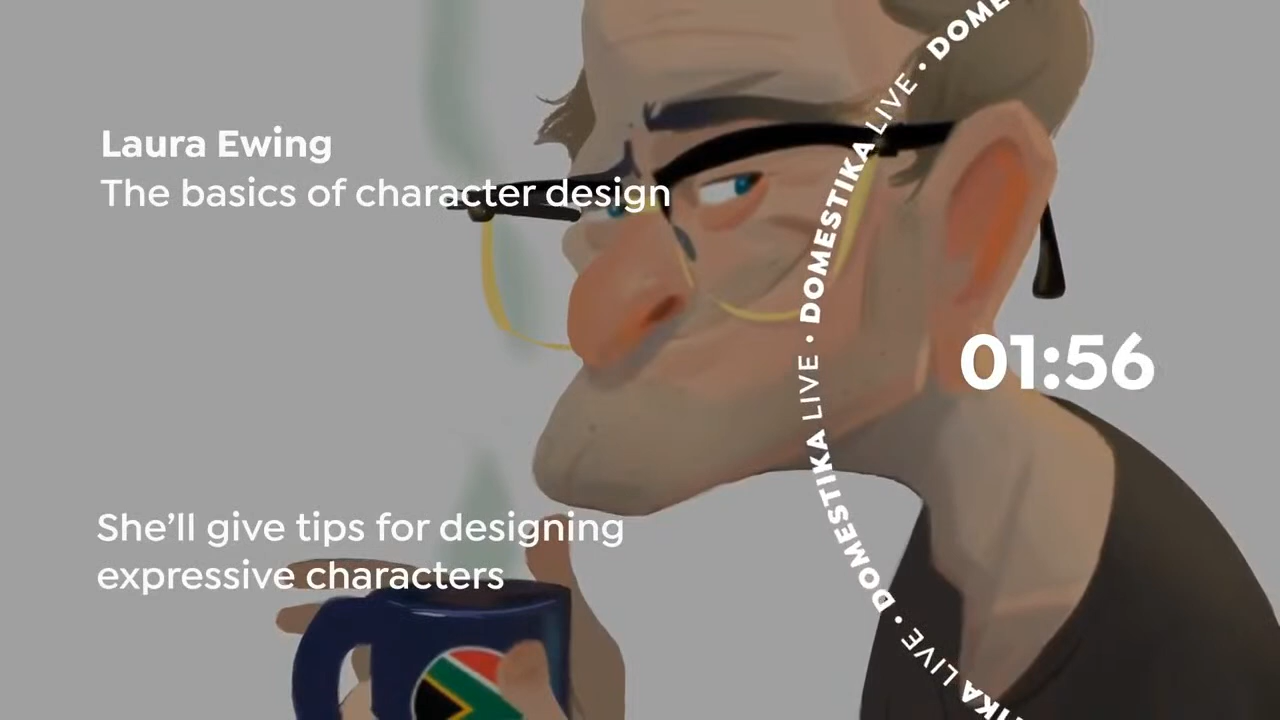 Laura Ewing
The basics of character design
DOMESTIKA LIVE • DOMESTIKA LIVE • DOMESTIKA LIVE • DOME
01:56
She’ll give tips for designing
expressive characters